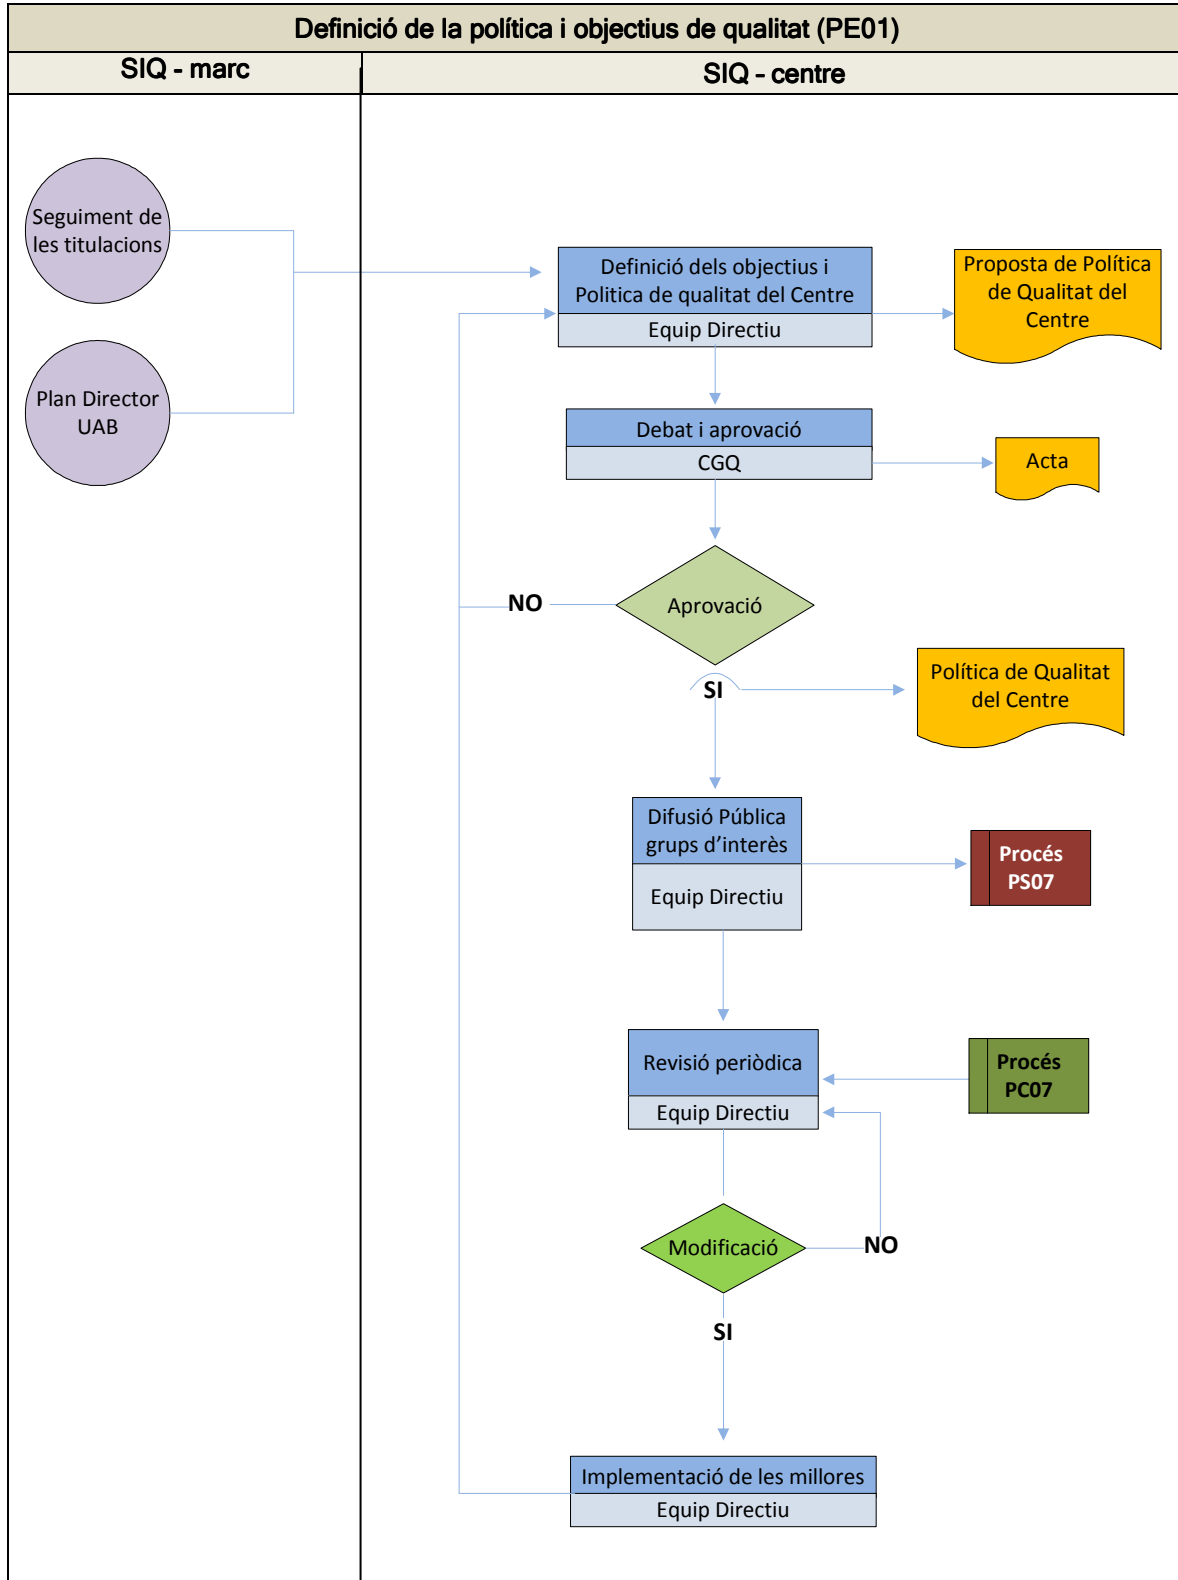 Definició de la política i objectius de qualitat (PE01)
SIQ - marc
SIQ - centre
Seguiment de
les titulacions
Plan Director
UAB
Definició dels objectius i
Politica de qualitat del Centre
Equip Directiu
Proposta de Política
de Qualitat del
Centre
Debat i aprovació
CGQ
Acta
Aprovació
NO
SI
Política de Qualitat
del Centre
Difusió Pública
grups d'interès
Equip Directiu
Procés
PS07
Revisió periòdica
Equip Directiu
Procés
PC07
Modificació
NO
SI
Implementació de les millores
Equip Directiu